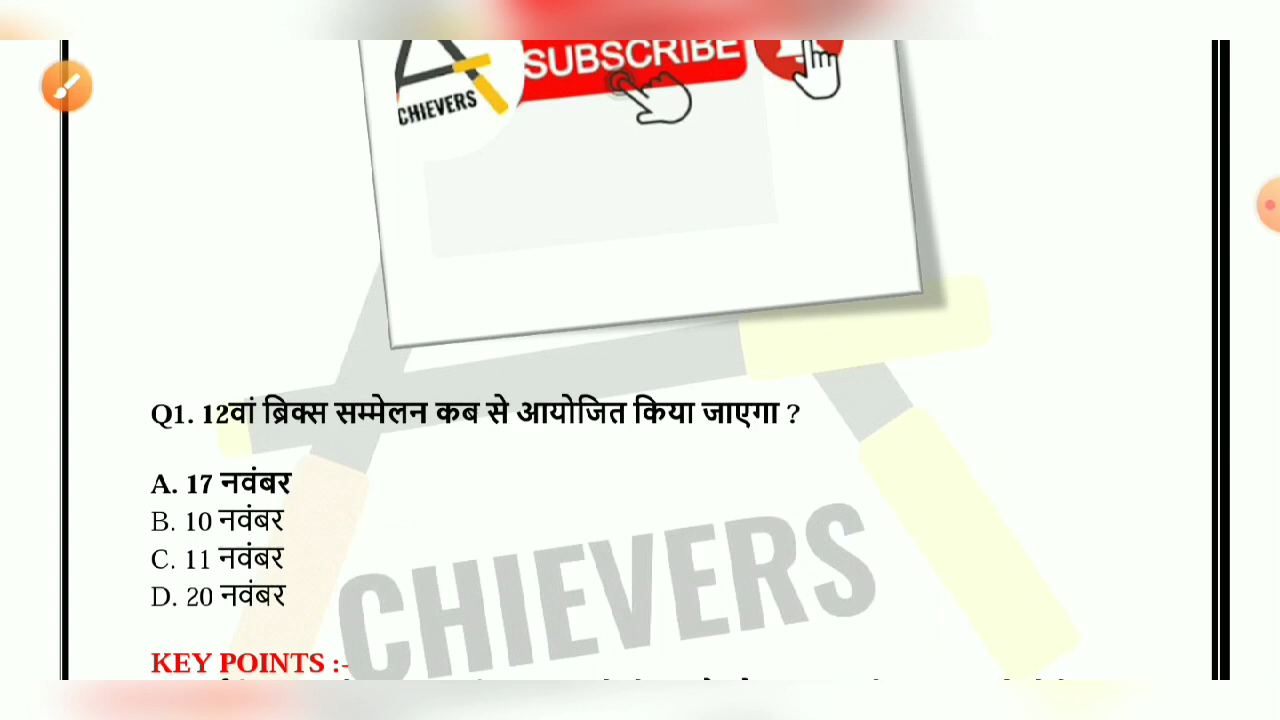 SUBSCRIBE
CHIEVERS
Q1. 12वां ब्रिक्स सम्मेलन कब से आयोजित किया जाएगा ?
A. 17 नवंबर
B. 10 नवंबर
C. 11 नवंबर
D. 20 नवंबर
CHIEVERS
KEY POINTS :-